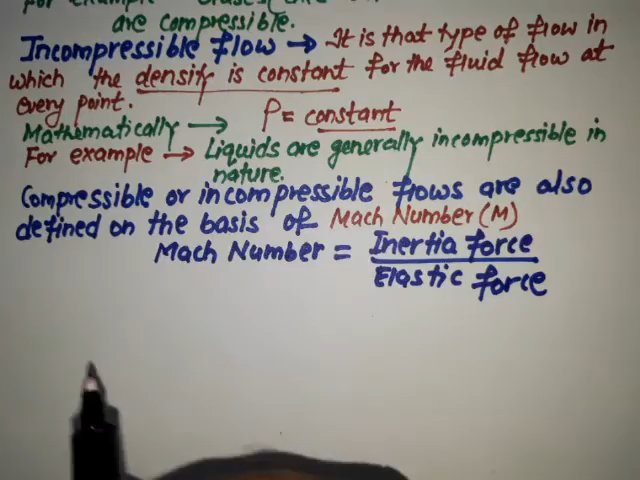 For example
are compressible.
Incompressible flow → It is that type of flow in
which the density is constant for the fluid flow at
every point.
Mathematically → ρ = constant
For example → Liquids are generally incompressible in
nature.
Compressible or incompressible flows are also
defined on the basis of Mach Number (M)
Mach Number = Inertia force
Elastic force